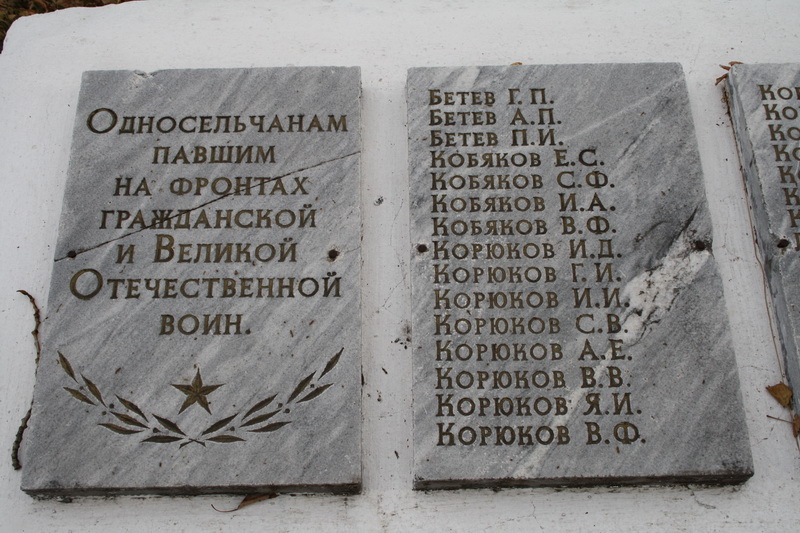 Односельчанам
павшим
на фронтах
гражданской
и Великой
Отечественной
воин.
Бетев Г.П.
Бетев А.П.
Бетев П.И.
Кобяков Е.С.
Кобяков С.Ф.
Кобяков И.А.
Кобяков В.Ф.
Корюков И.Д.
Корюков Г.И.
Корюков И.И.
Корюков С.В.
Корюков А.Е.
Корюков В.В.
Корюков Я.И.
Корюков В.Ф.